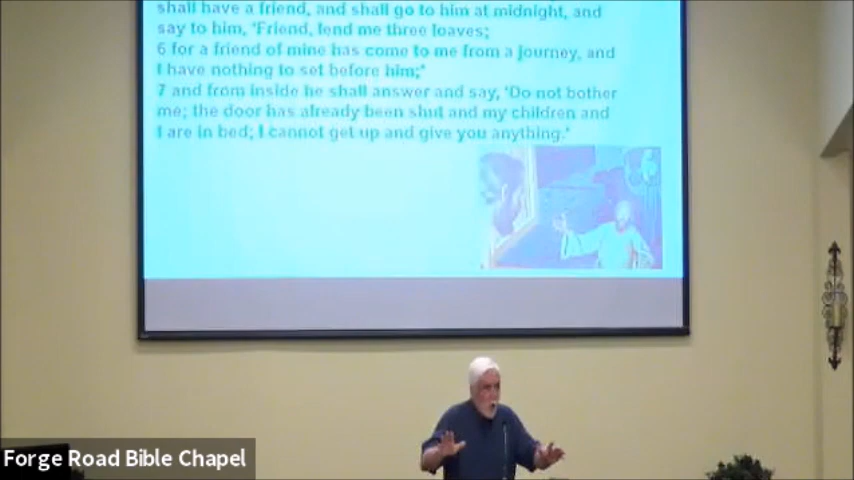 shall have a friend, and shall go to him at midnight, and
say to him, 'Friend, lend me three loaves;
6 for a friend of mine has come to me from a journey, and
I have nothing to set before him;'
7 and from inside he shall answer and say, 'Do not bother
me; the door has already been shut and my children and
I are in bed; I cannot get up and give you anything.'
Forge Road Bible Chapel